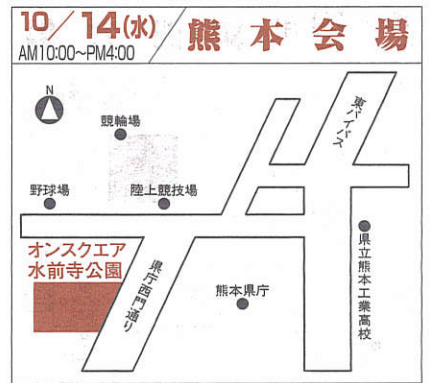 10/14(水)
AM10:00~PM4:00
熊本会場
N
競輪場
東バイパス
野球場
陸上競技場
オンスクエア
水前寺公園
県庁西門通り
熊本県庁
県立熊本工業高校